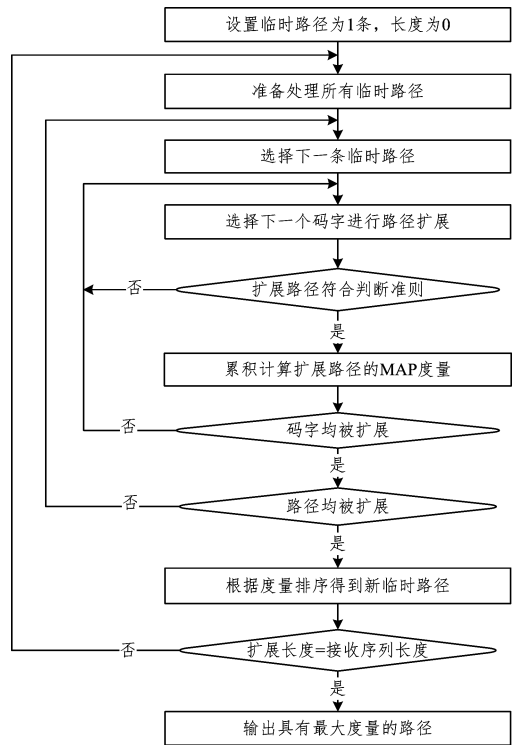 设置临时路径为1条，长度为0
准备处理所有临时路径
选择下一条临时路径
选择下一个码字进行路径扩展
否
扩展路径符合判断准则
是
累积计算扩展路径的MAP度量
否
码字均被扩展
是
否
路径均被扩展
是
根据度量排序得到新临时路径
否
扩展长度=接收序列长度
是
输出具有最大度量的路径